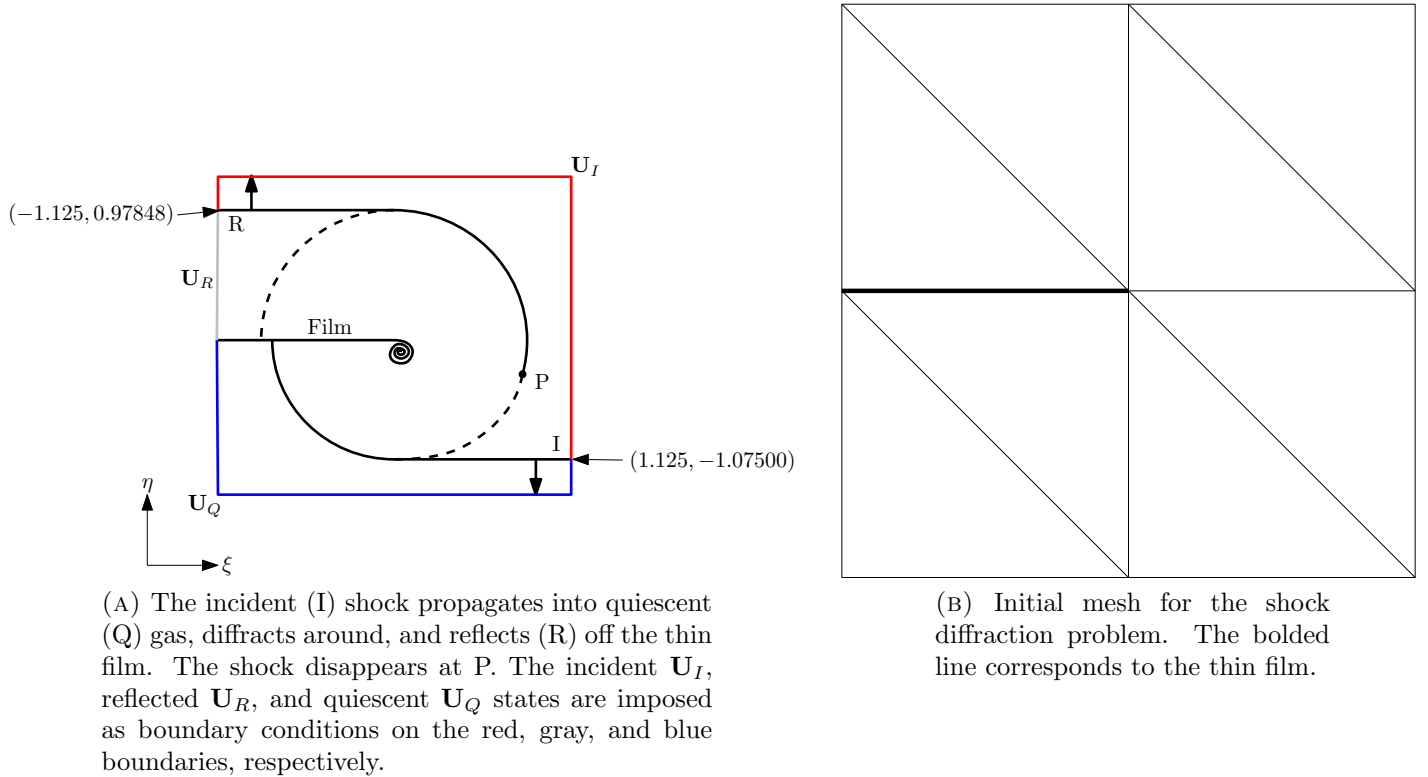 U_I
(−1.125, 0.97848)
R
U_R
Film
P
I
(1.125, −1.07500)
η
U_Q
ξ
(A) The incident (I) shock propagates into quiescent
(Q) gas, diffracts around, and reflects (R) off the thin
film. The shock disappears at P. The incident U_I,
reflected U_R, and quiescent U_Q states are imposed
as boundary conditions on the red, gray, and blue
boundaries, respectively.
(B) Initial mesh for the shock
diffraction problem. The bolded
line corresponds to the thin film.